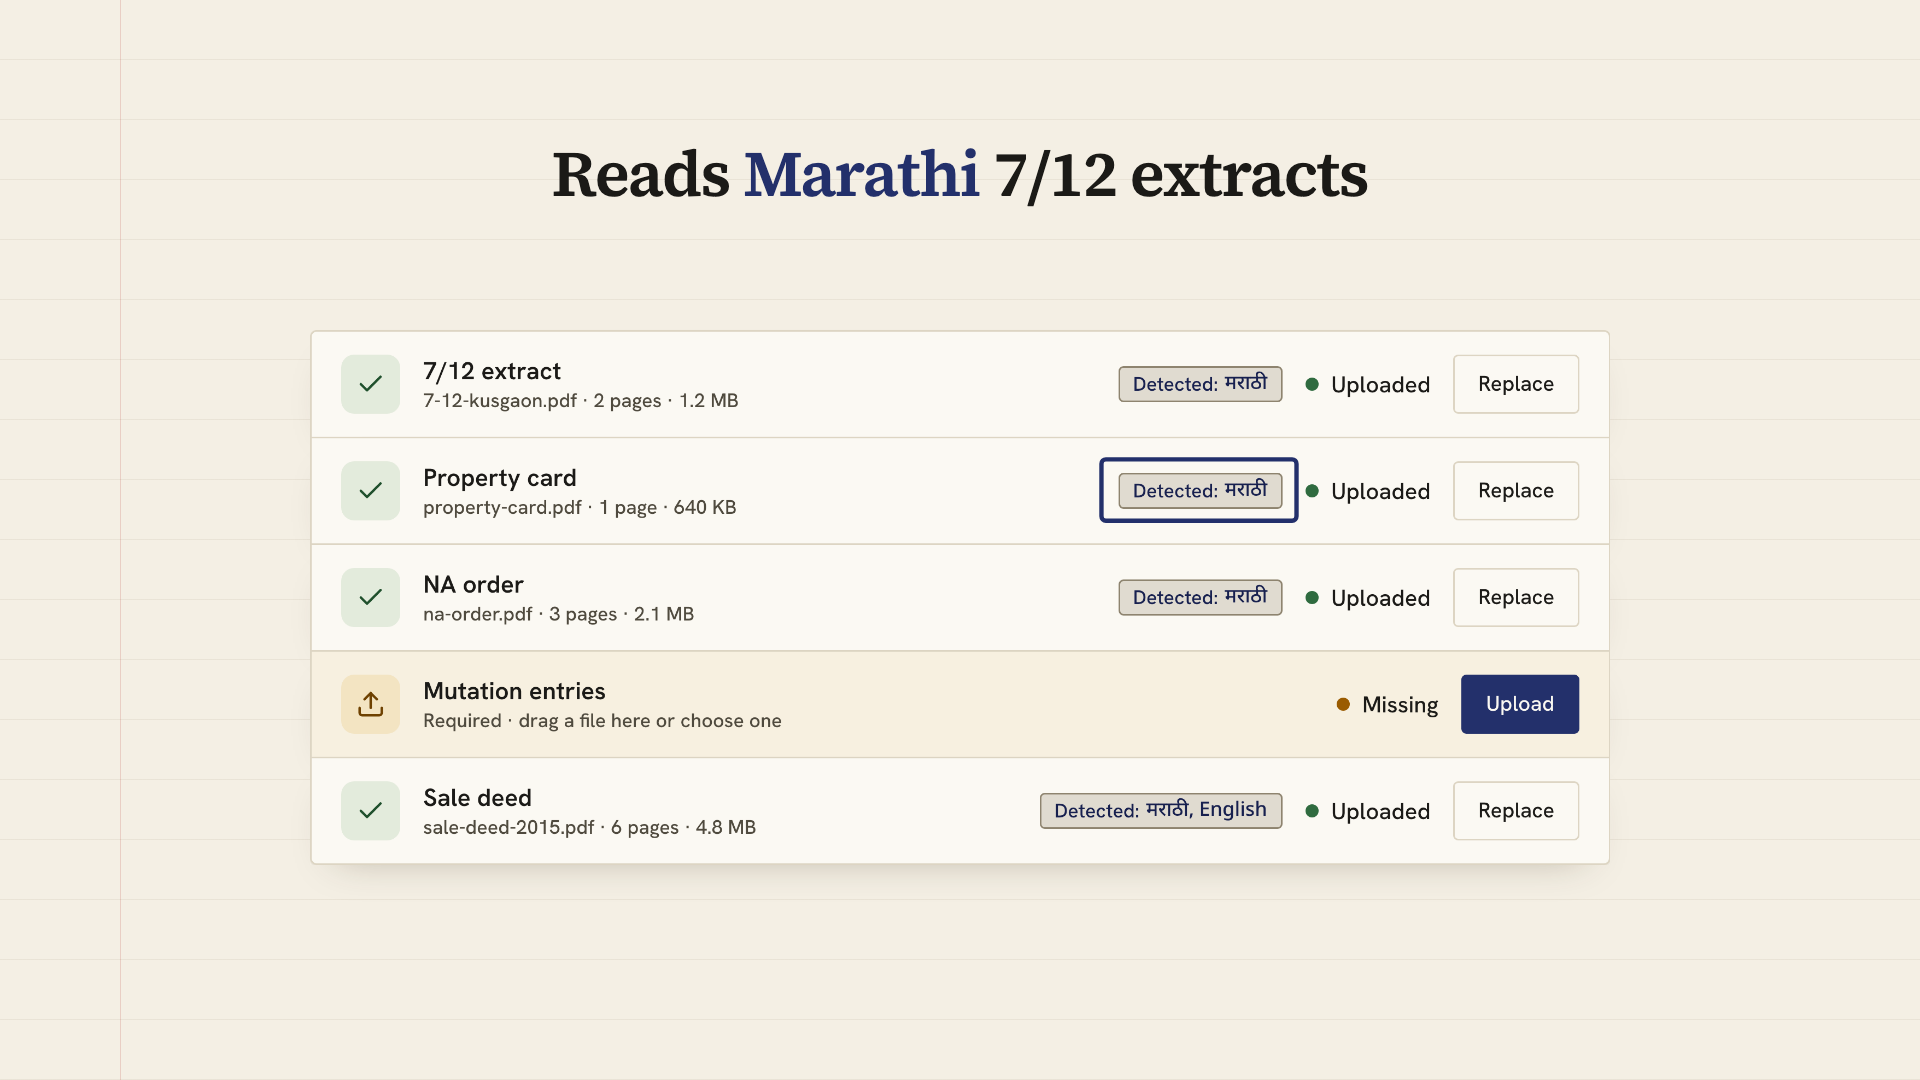 Reads Marathi 7/12 extracts
7/12 extract
7-12-kusgaon.pdf · 2 pages · 1.2 MB
Detected: मराठी
Uploaded
Replace
Property card
property-card.pdf · 1 page · 640 KB
Detected: मराठी
Uploaded
Replace
NA order
na-order.pdf · 3 pages · 2.1 MB
Detected: मराठी
Uploaded
Replace
Mutation entries
Required · drag a file here or choose one
Missing
Upload
Sale deed
sale-deed-2015.pdf · 6 pages · 4.8 MB
Detected: मराठी, English
Uploaded
Replace